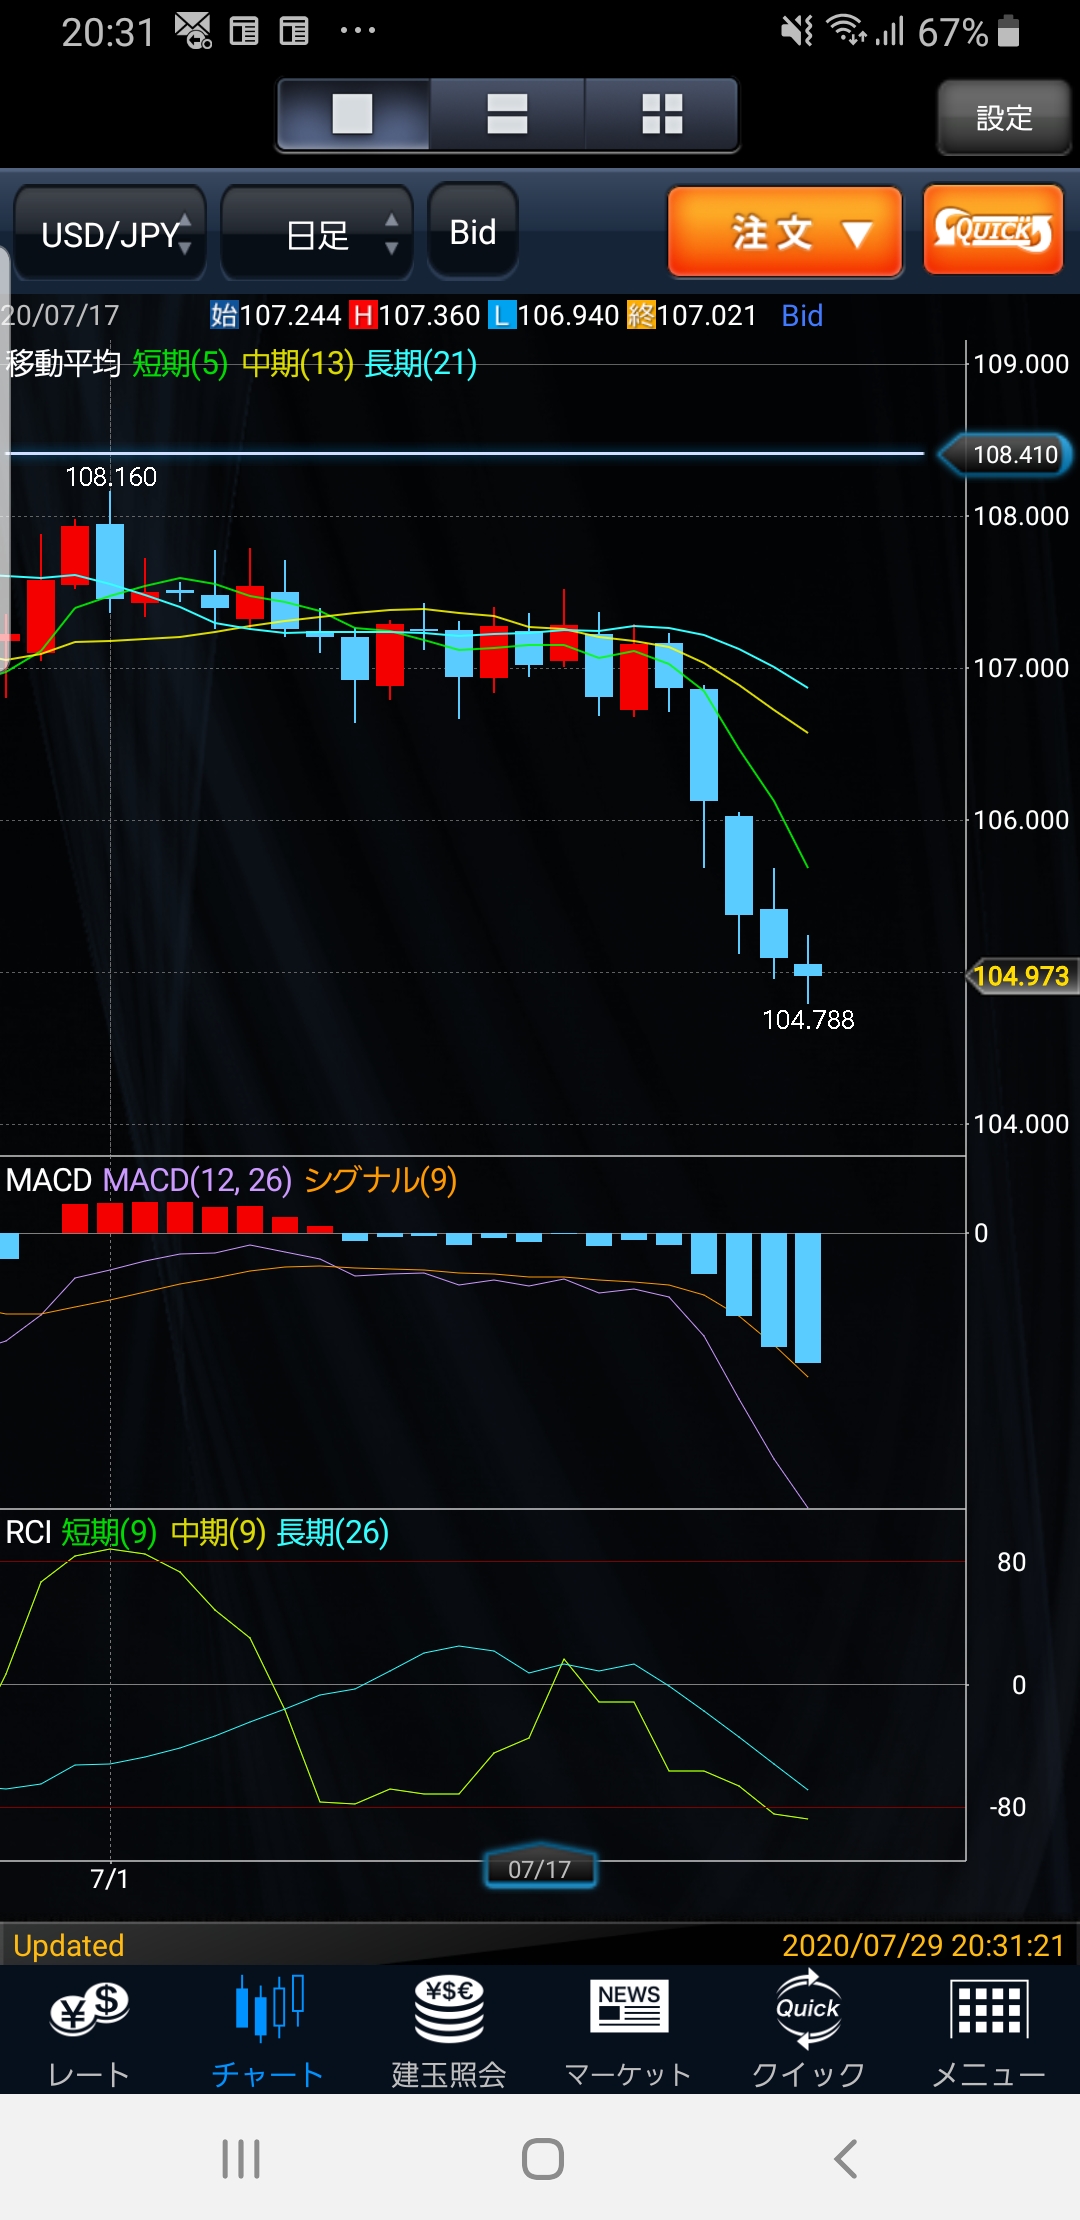 20:31 67%
設定
USD/JPY 日足 Bid 注文 QUICK
20/07/17 始107.244 H107.360 L106.940 終107.021 Bid
移動平均 短期(5) 中期(13) 長期(21)
109.000
108.410
108.160
108.000
107.000
106.000
104.973
104.788
104.000
MACD MACD(12, 26) シグナル(9)
0
RCI 短期(9) 中期(9) 長期(26)
80
0
-80
7/1 07/17
Updated 2020/07/29 20:31:21
¥$ ¥$€ NEWS Quick
レート チャート 建玉照会 マーケット クイック メニュー